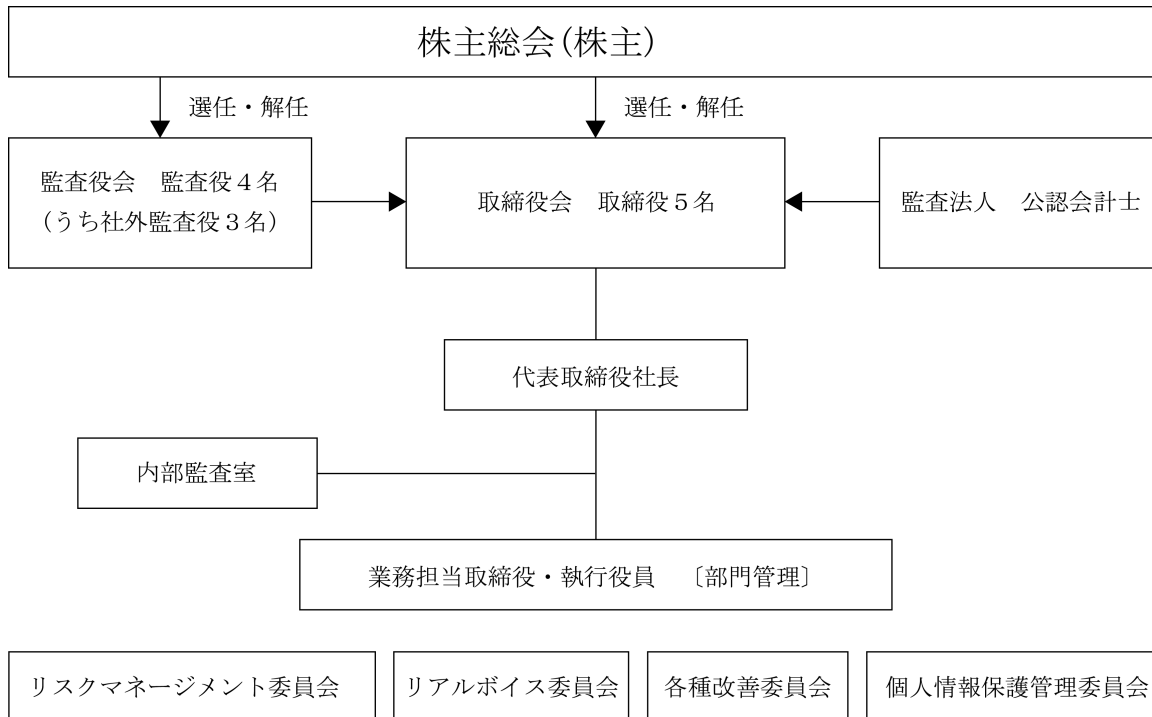 株主総会(株主)
選任・解任
選任・解任
監査役会　監査役４名
(うち社外監査役３名)
取締役会　取締役５名
監査法人　公認会計士
代表取締役社長
内部監査室
業務担当取締役・執行役員　〔部門管理〕
リスクマネージメント委員会
リアルボイス委員会
各種改善委員会
個人情報保護管理委員会